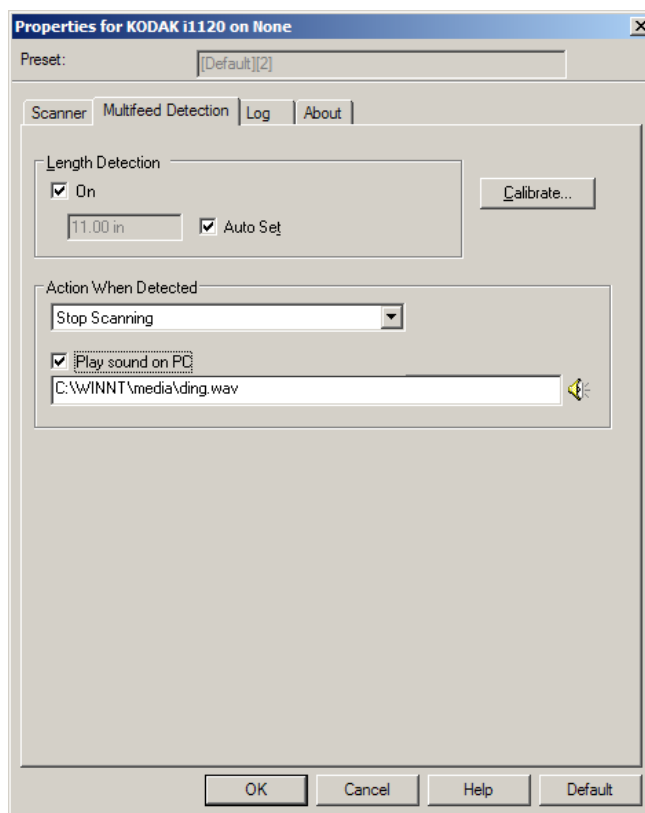 Properties for KODAK i1120 on None
Preset:
[Default][2]
Scanner
Multifeed Detection
Log
About
Length Detection
On
Calibrate...
11.00 in
Auto Set
Action When Detected
Stop Scanning
Play sound on PC
C:\WINNT\media\ding.wav
OK
Cancel
Help
Default